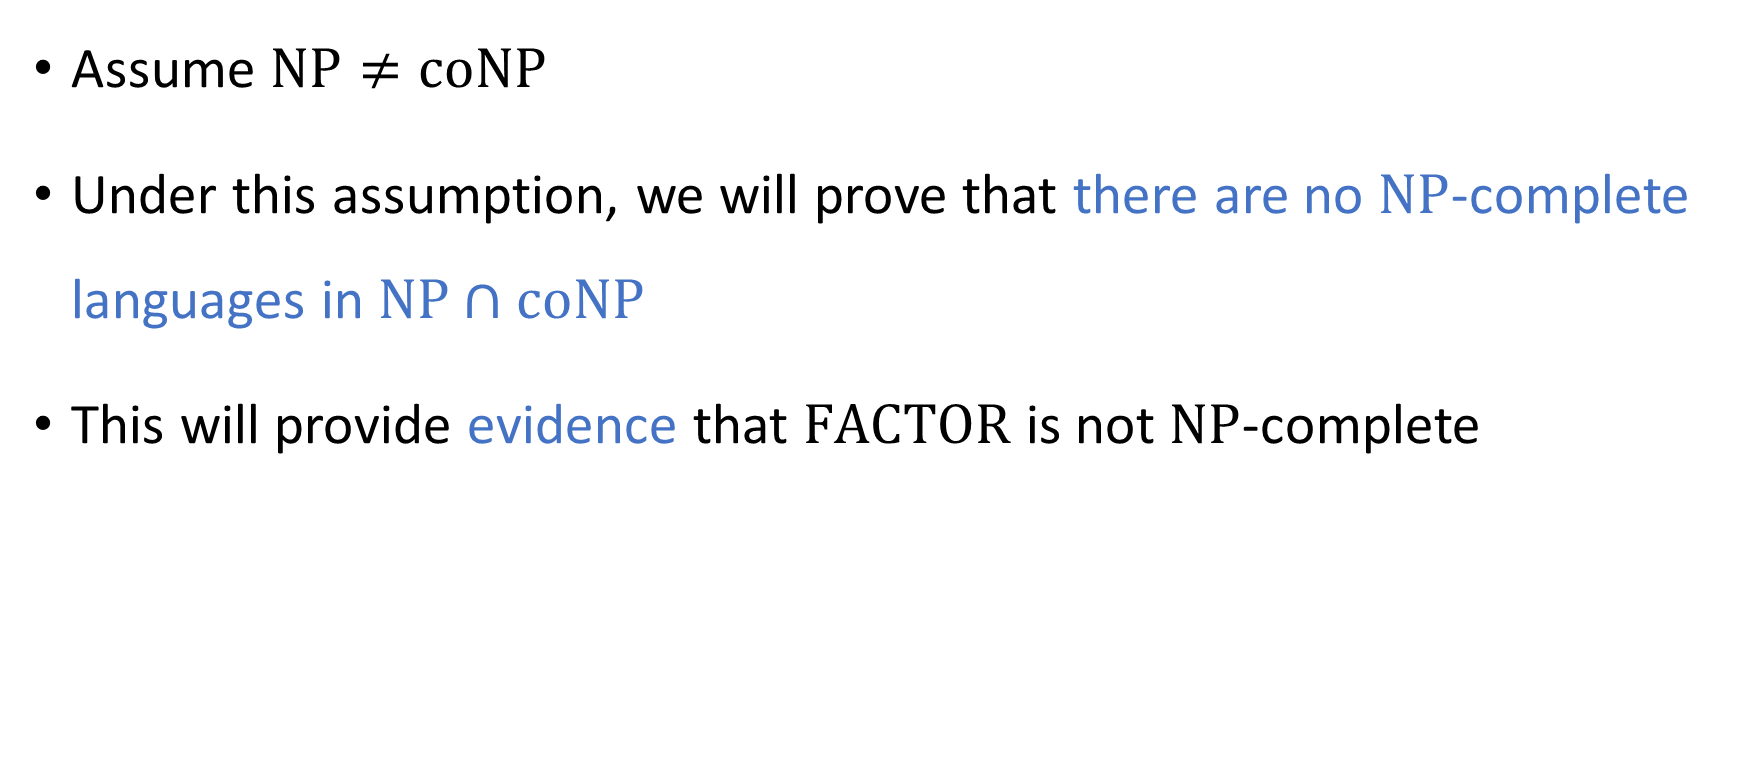 • Assume NP ≠ coNP
• Under this assumption, we will prove that there are no NP-complete
languages in NP ∩ coNP
• This will provide evidence that FACTOR is not NP-complete